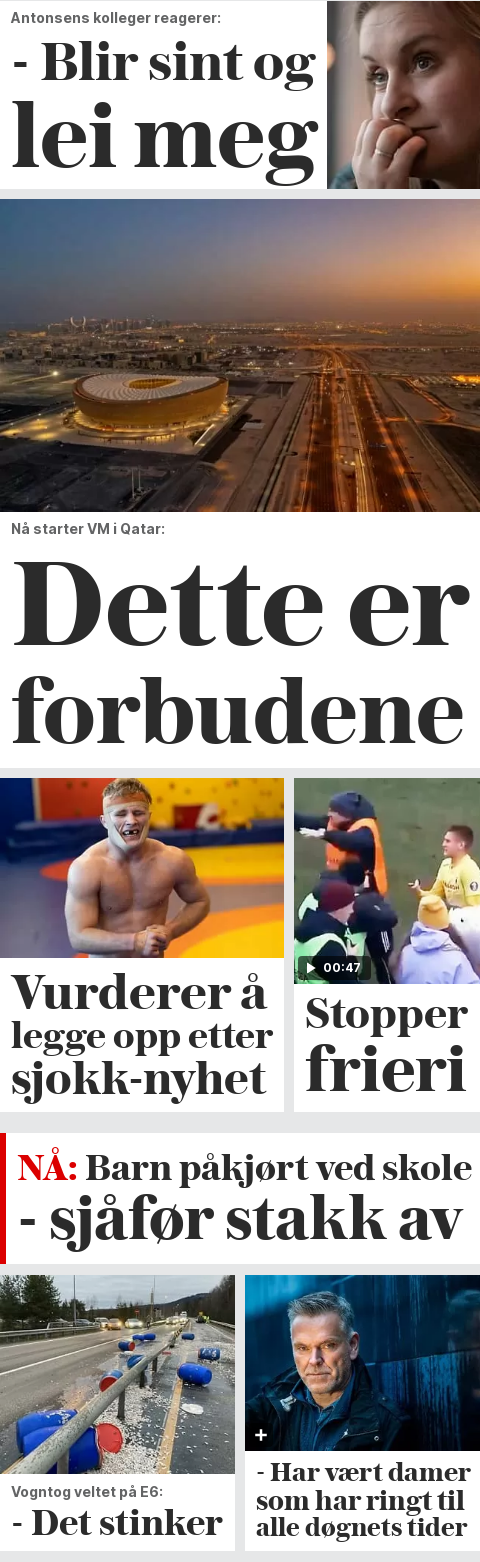 Antonsens kolleger reagerer:
- Blir sint og
lei meg
Nå starter VM i Qatar:
Dette er
forbudene
Vurderer å
legge opp etter
sjokk-nyhet
00:47
Stopper
frieri
NÅ: Barn påkjørt ved skole
- sjåfør stakk av
Vogntog veltet på E6:
- Det stinker
- Har vært damer
som har ringt til
alle døgnets tider